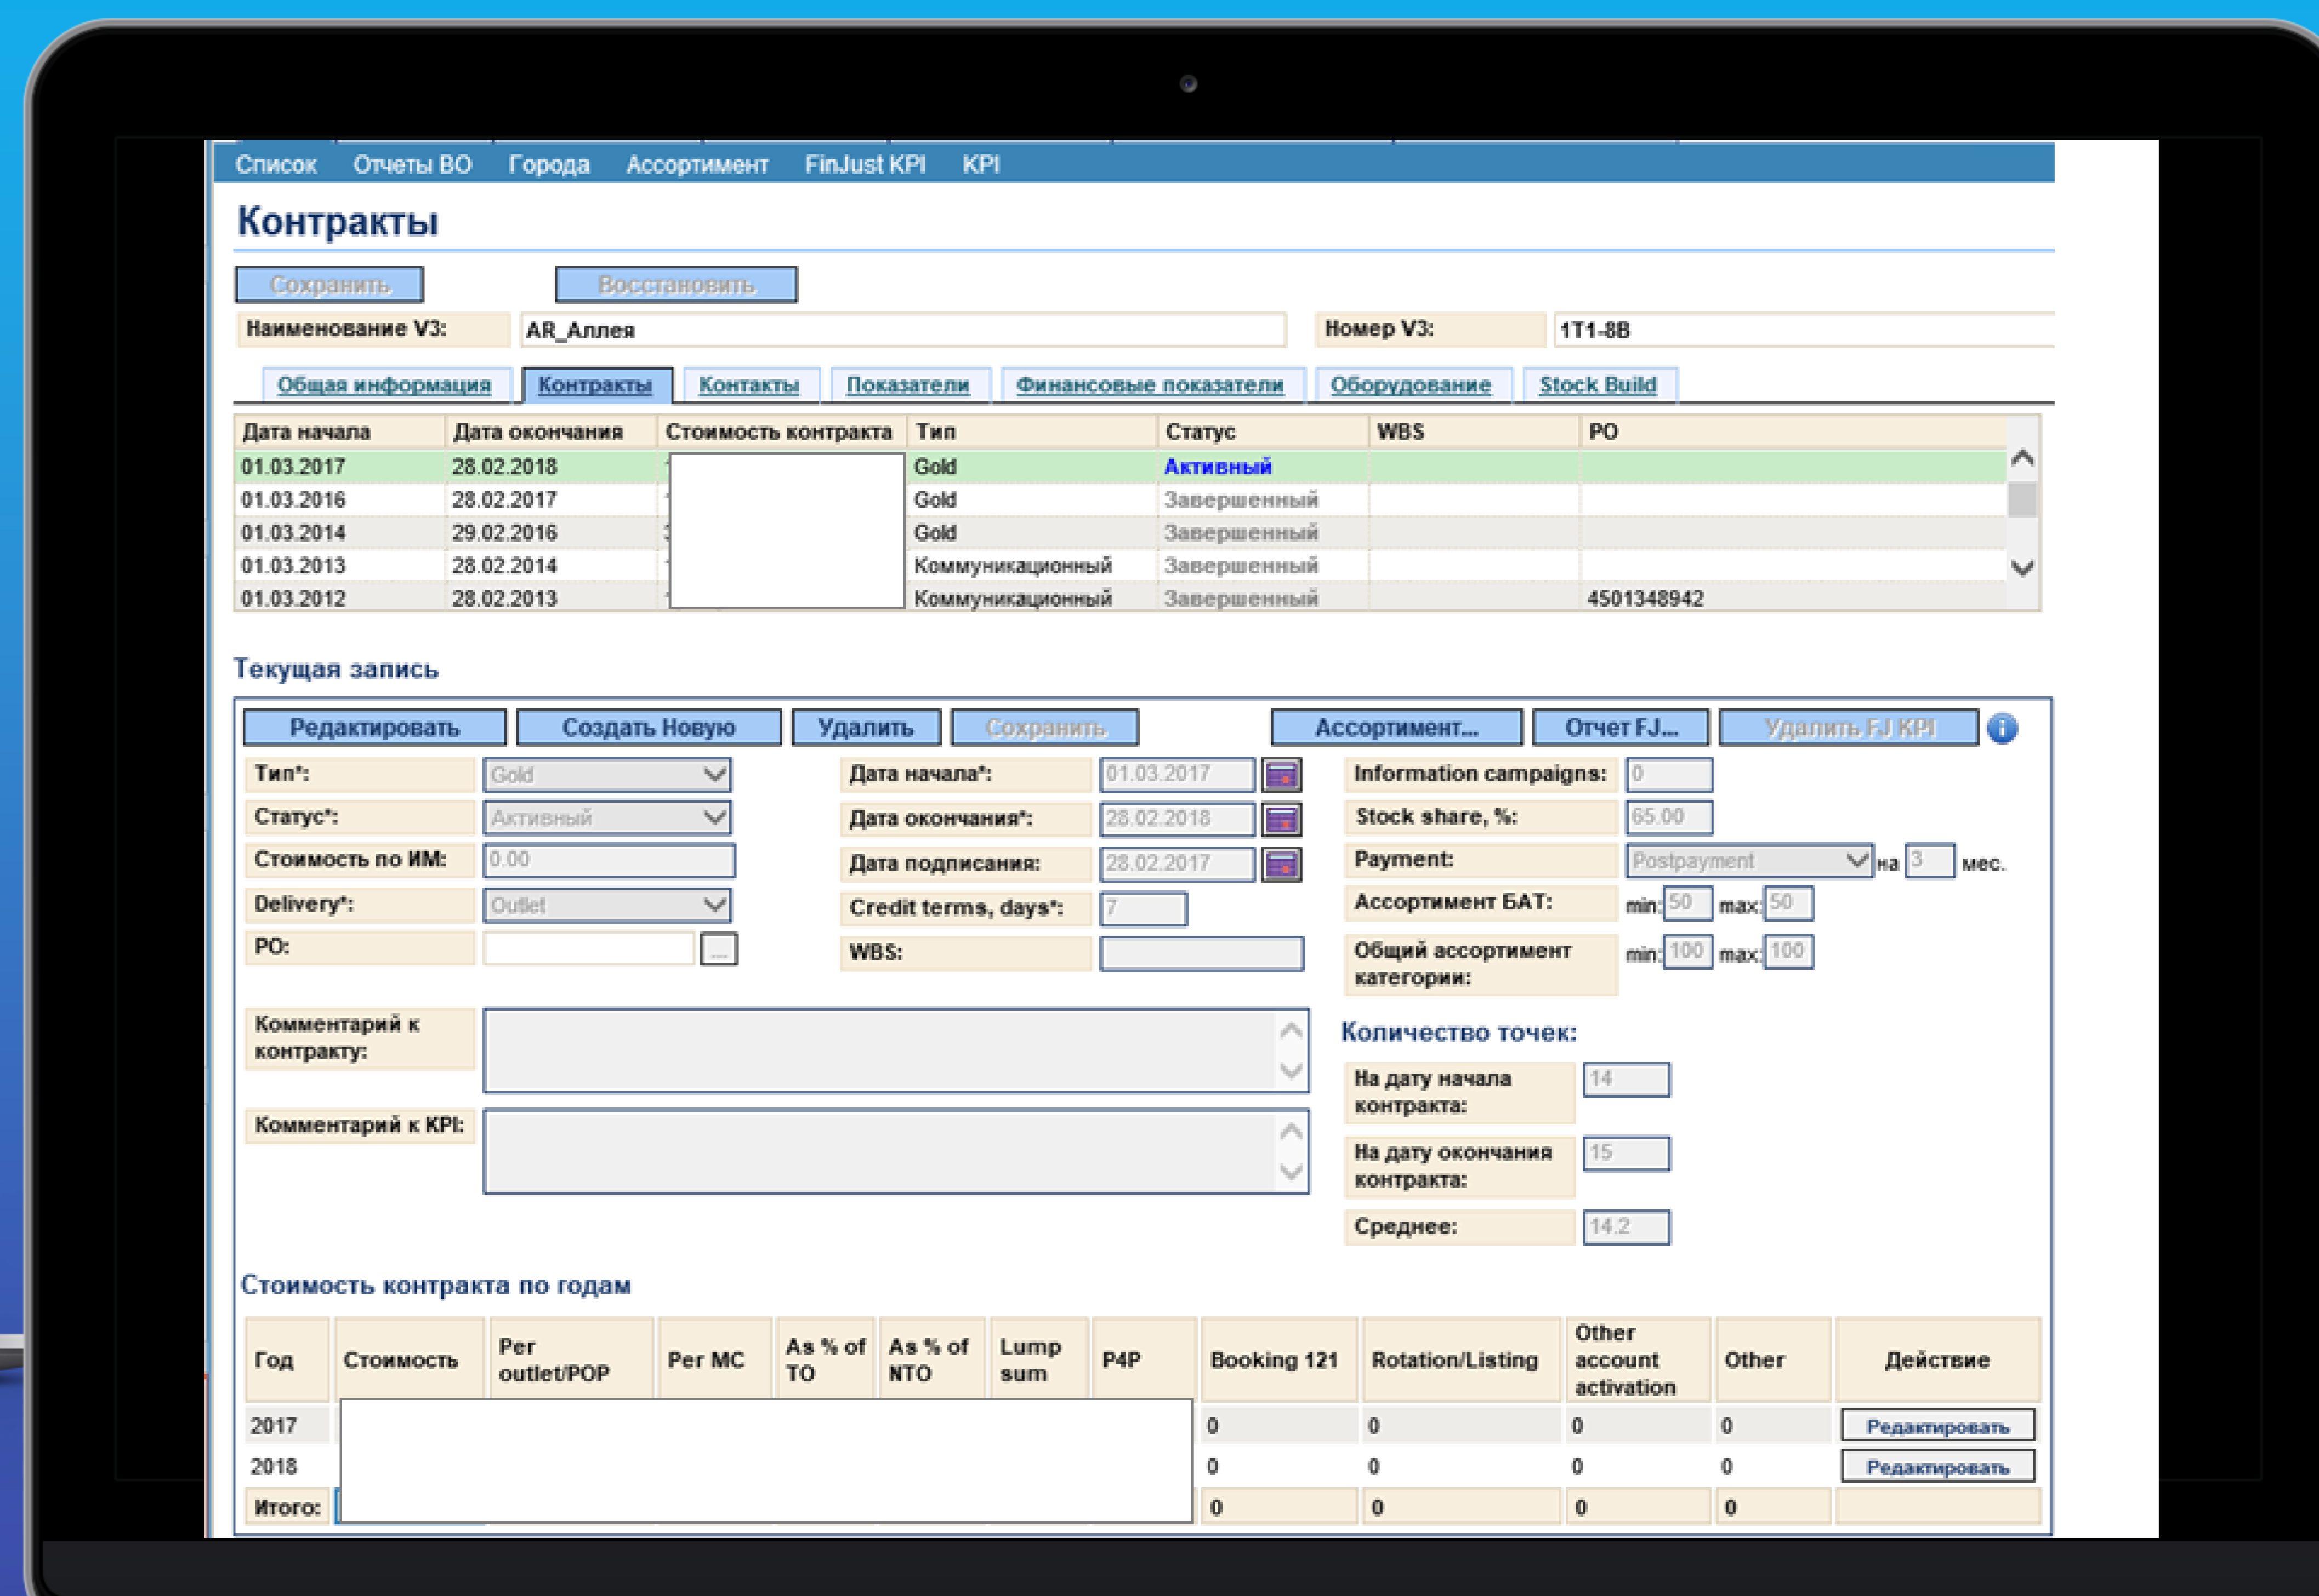 Список Отчеты ВО Города Ассортимент FinJust KPI KPI
Контракты
Сохранить Восстановить
Наименование V3: AR_Аллея Номер V3: 1T1-8B
Общая информация Контракты Контакты Показатели Финансовые показатели Оборудование Stock Build
Дата начала Дата окончания Стоимость контракта Тип Статус WBS PO
01.03.2017 28.02.2018 Gold Активный
01.03.2016 28.02.2017 Gold Завершенный
01.03.2014 29.02.2016 Gold Завершенный
01.03.2013 28.02.2014 Коммуникационный Завершенный
01.03.2012 28.02.2013 Коммуникационный Завершенный 4501348942
Текущая запись
Редактировать Создать Новую Удалить Сохранить Ассортимент... Отчет FJ... Удалить FJ KPI
Тип*: Gold Дата начала*: 01.03.2017 Information campaigns: 0
Статус*: Активный Дата окончания*: 28.02.2018 Stock share, %: 65.00
Стоимость по ИМ: 0.00 Дата подписания: 28.02.2017 Payment: Postpayment на 3 мес.
Delivery*: Outlet Credit terms, days*: 7 Ассортимент БАТ: min: 50 max: 50
PO: ... WBS: Общий ассортимент категории: min: 100 max: 100
Комментарий к контракту:
Количество точек:
На дату начала контракта: 14
Комментарий к KPI:
На дату окончания контракта: 15
Среднее: 14.2
Стоимость контракта по годам
Год Стоимость Per outlet/POP Per MC As % of TO As % of NTO Lump sum P4P Booking 121 Rotation/Listing Other account activation Other Действие
2017 0 0 0 0 Редактировать
2018 0 0 0 0 Редактировать
Итого: 0 0 0 0